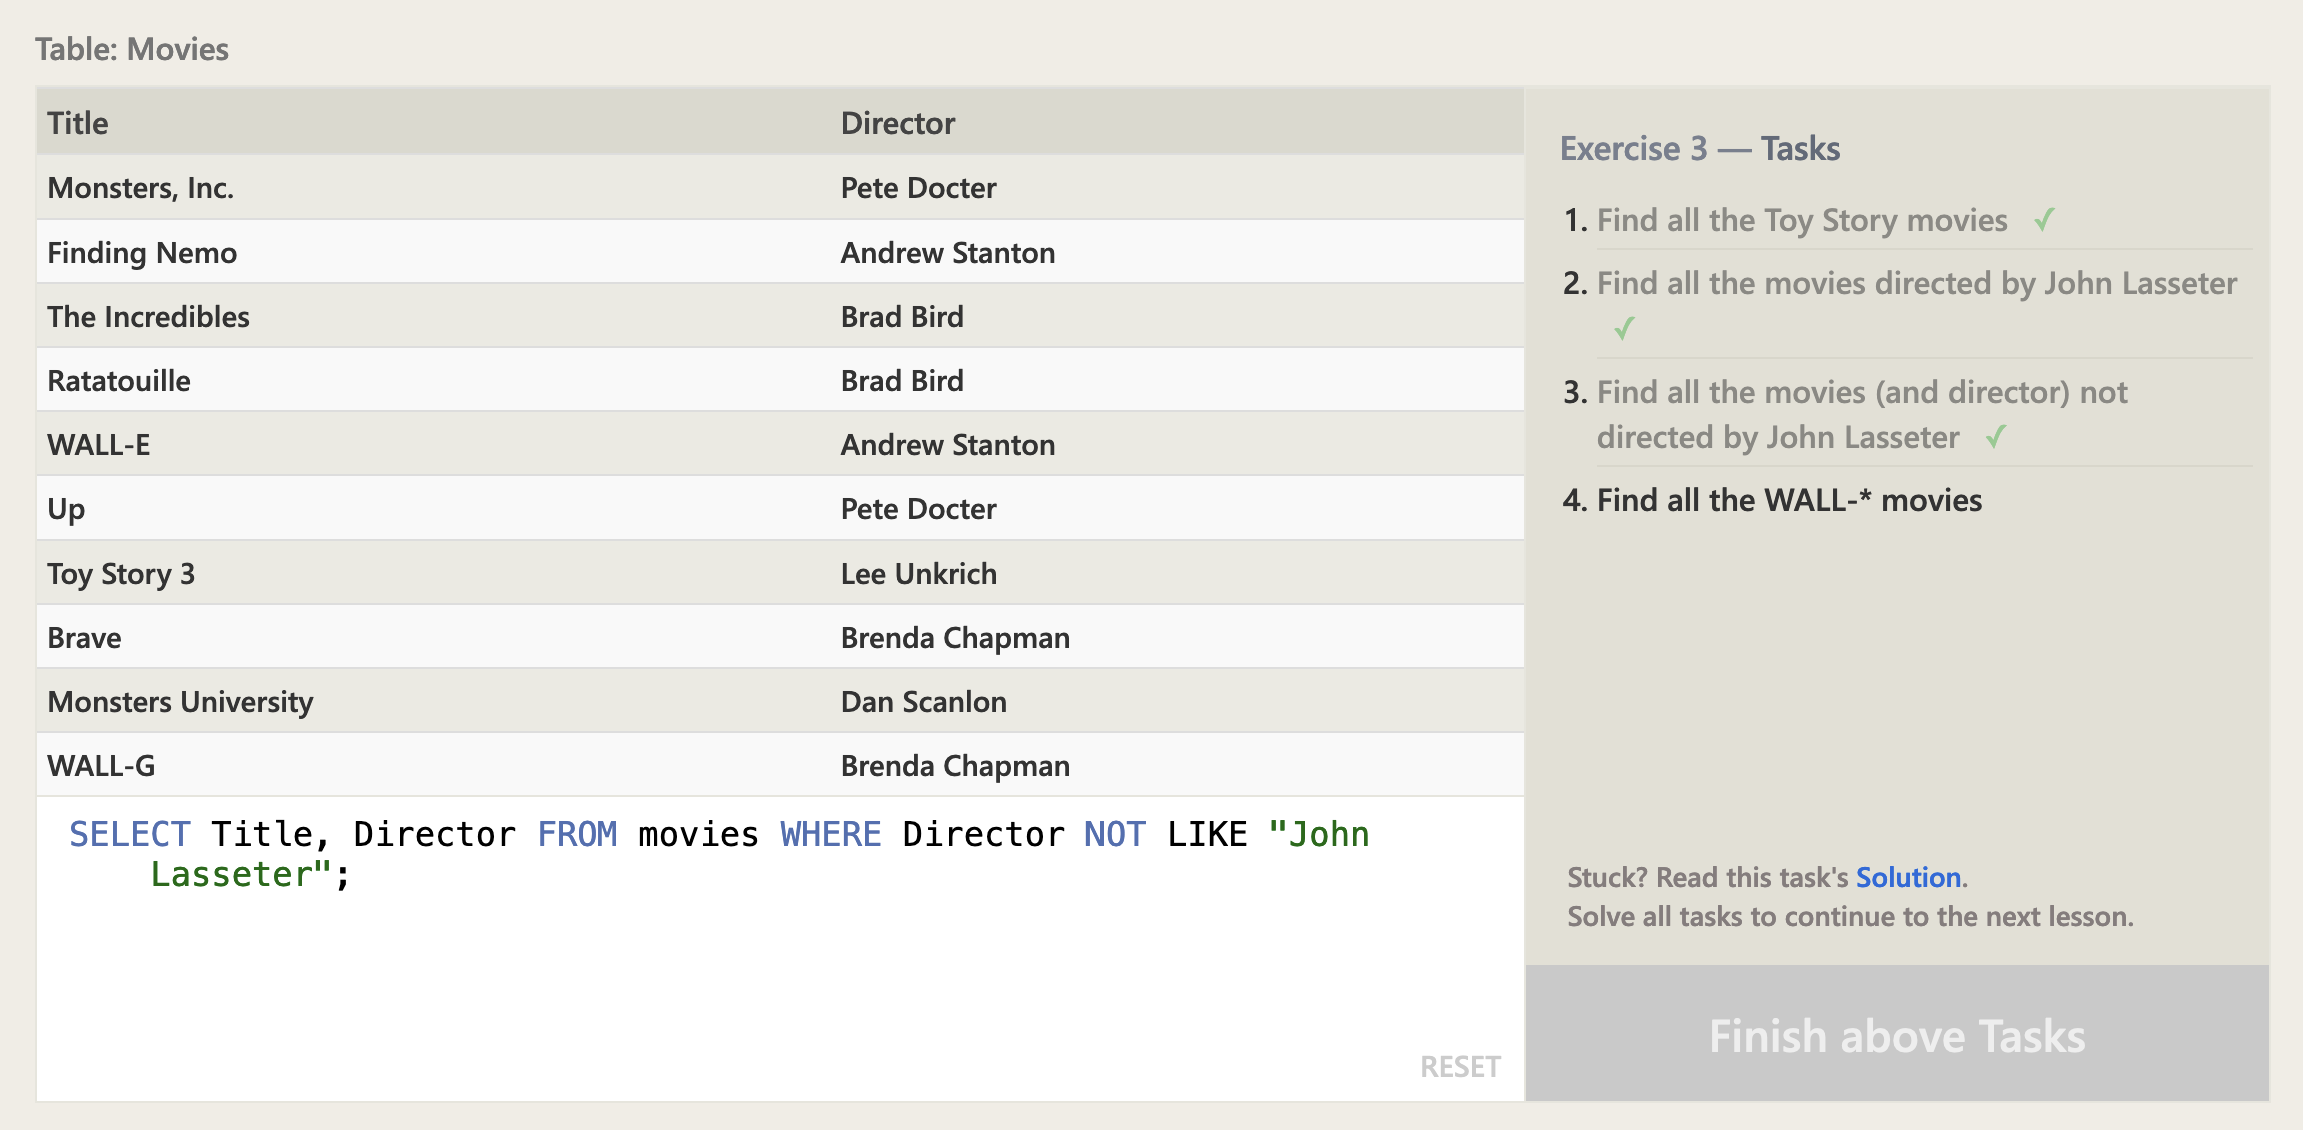 Table: Movies
Title Director
Monsters, Inc. Pete Docter
Finding Nemo Andrew Stanton
The Incredibles Brad Bird
Ratatouille Brad Bird
WALL-E Andrew Stanton
Up Pete Docter
Toy Story 3 Lee Unkrich
Brave Brenda Chapman
Monsters University Dan Scanlon
WALL-G Brenda Chapman
SELECT Title, Director FROM movies WHERE Director NOT LIKE "John
Lasseter";
RESET
Exercise 3 — Tasks
1. Find all the Toy Story movies ✓
2. Find all the movies directed by John Lasseter
✓
3. Find all the movies (and director) not
directed by John Lasseter ✓
4. Find all the WALL-* movies
Stuck? Read this task's Solution.
Solve all tasks to continue to the next lesson.
Finish above Tasks